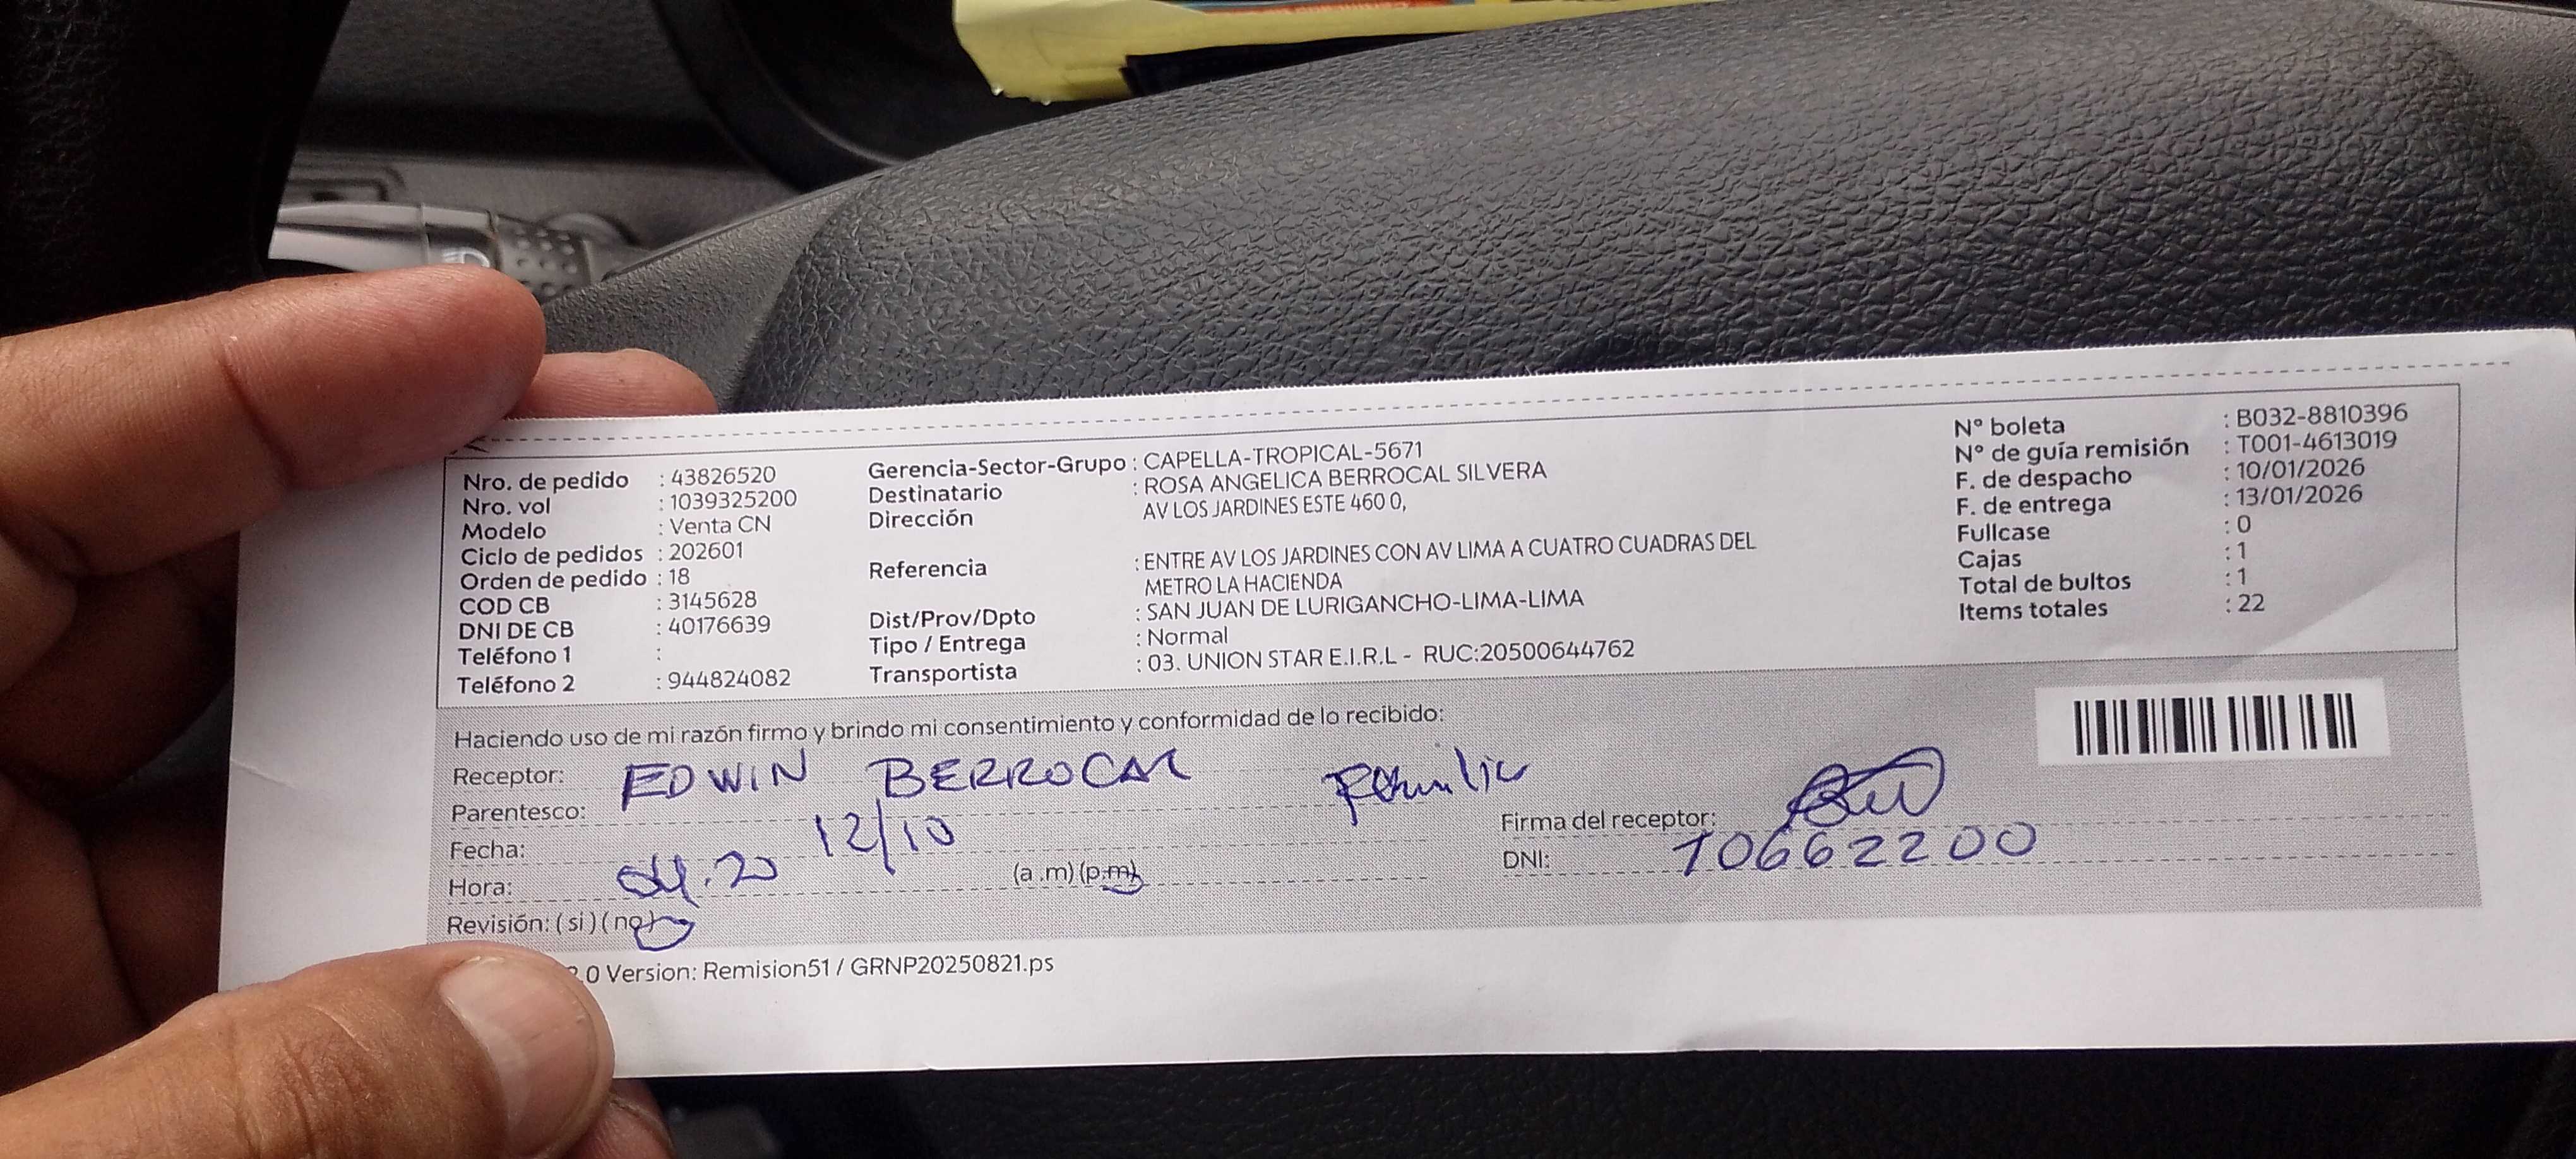 Nro. de pedido : 43826520
Nro. vol : 1039325200
Modelo : Venta CN
Ciclo de pedidos : 202601
Orden de pedido : 18
COD CB : 3145628
DNI DE CB : 40176639
Teléfono 1 :
Teléfono 2 : 944824082
Gerencia-Sector-Grupo : CAPELLA-TROPICAL-5671
Destinatario : ROSA ANGELICA BERROCAL SILVERA
Dirección AV LOS JARDINES ESTE 460 0,
Referencia : ENTRE AV LOS JARDINES CON AV LIMA A CUATRO CUADRAS DEL
METRO LA HACIENDA
Dist/Prov/Dpto : SAN JUAN DE LURIGANCHO-LIMA-LIMA
Tipo / Entrega : Normal
Transportista : 03. UNION STAR E.I.R.L - RUC:20500644762
N° boleta : B032-8810396
N° de guía remisión : T001-4613019
F. de despacho : 10/01/2026
F. de entrega : 13/01/2026
Fullcase : 0
Cajas : 1
Total de bultos : 1
Items totales : 22
Haciendo uso de mi razón firmo y brindo mi consentimiento y conformidad de lo recibido:
Receptor: EDWIN BERROCAL
Parentesco:
Fecha: 12/10
Hora: (a.m) (p.m)
Revisión: (si) (no)
Firma del receptor:
DNI: 10662200
.0 Version: Remision51 / GRNP20250821.ps